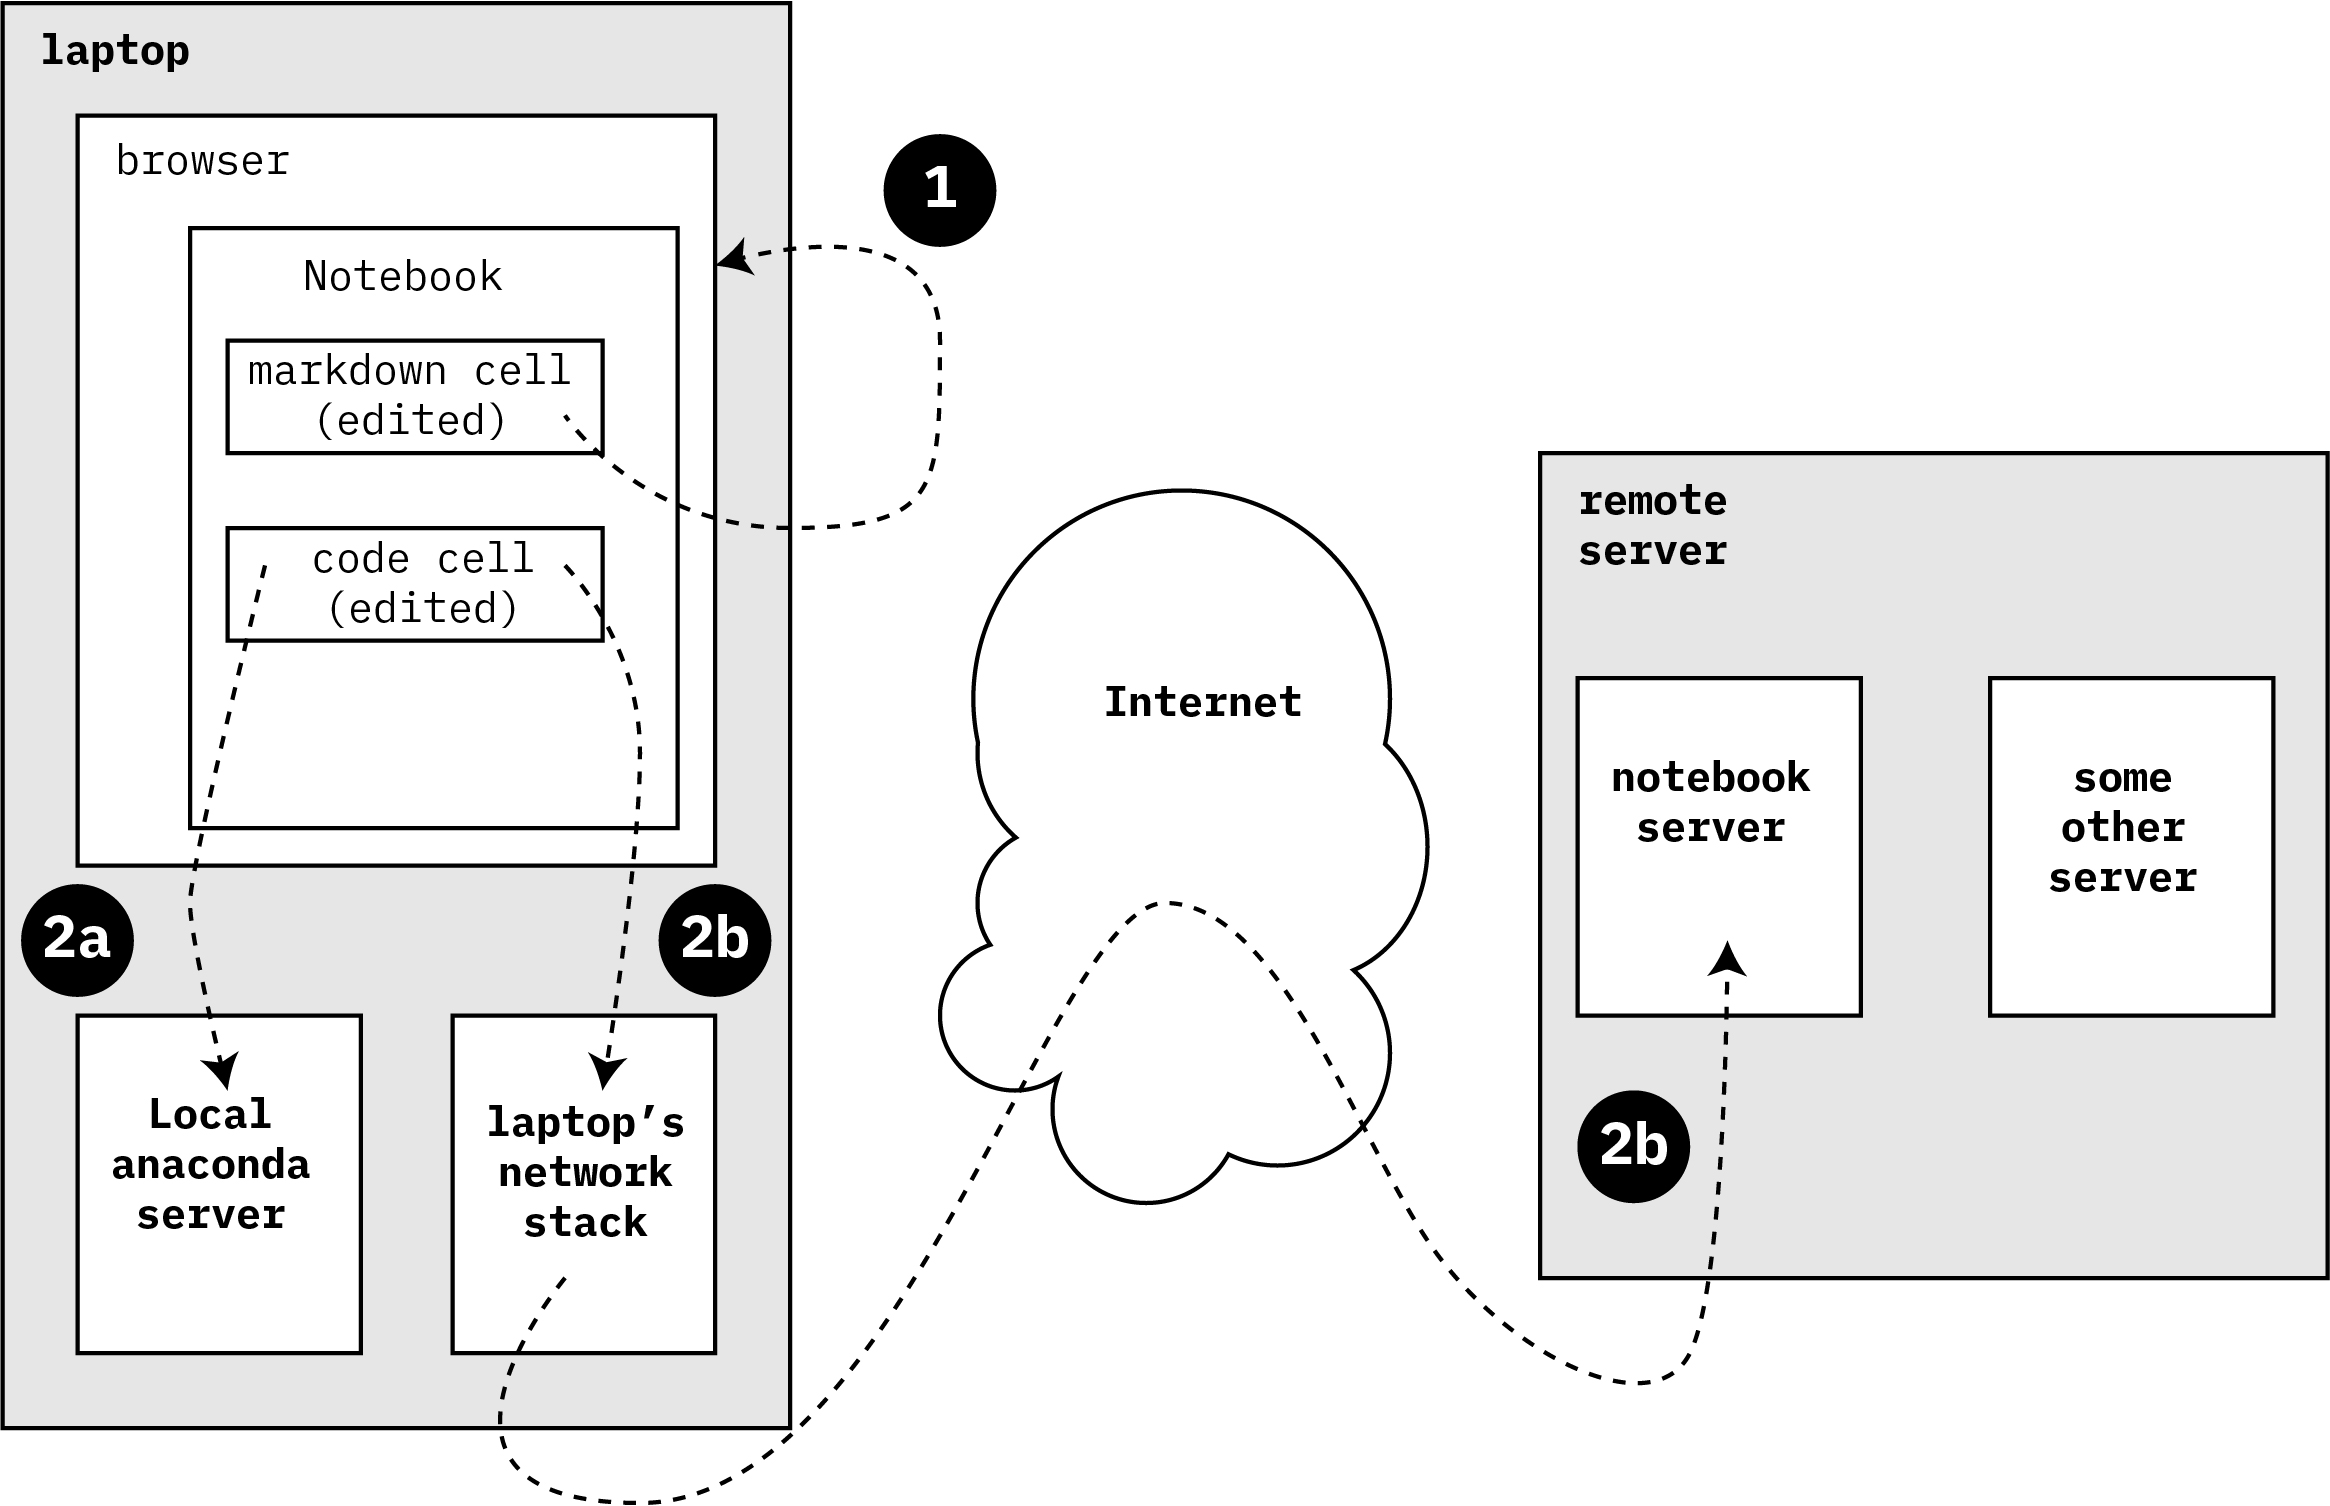 laptop
browser
1
Notebook
markdown cell
(edited)
code cell
(edited)
2a
2b
Local
anaconda
server
laptop’s
network
stack
Internet
remote
server
notebook
server
some
other
server
2b